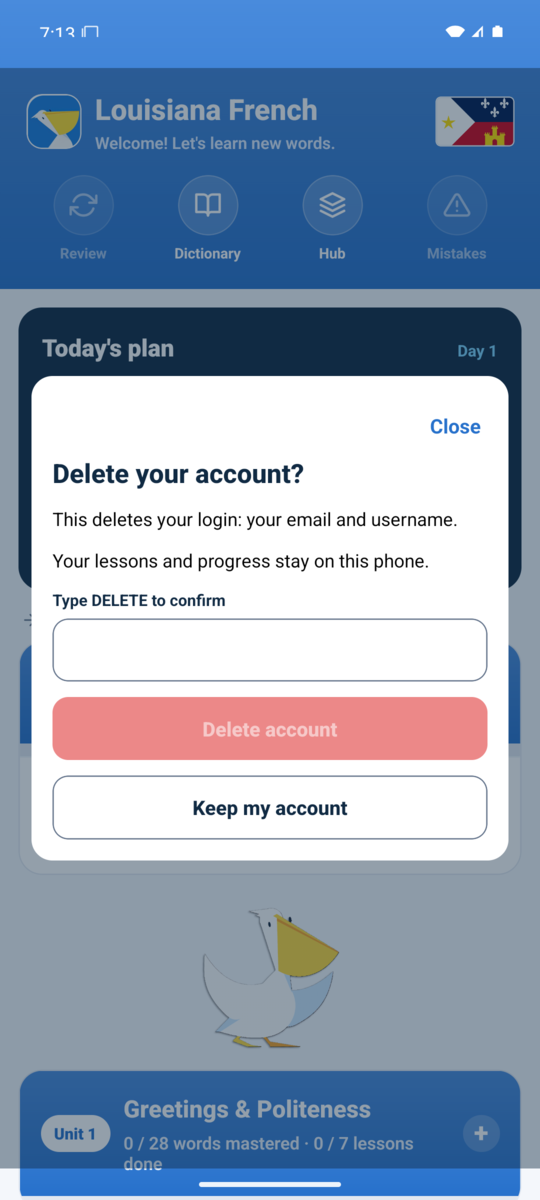 7:13
Louisiana French
Welcome! Let's learn new words.
Review
Dictionary
Hub
Mistakes
Today's plan
Day 1
Close
Delete your account?
This deletes your login: your email and username.
Your lessons and progress stay on this phone.
Type DELETE to confirm
Delete account
Keep my account
Greetings & Politeness
Unit 1
0 / 28 words mastered · 0 / 7 lessons
done